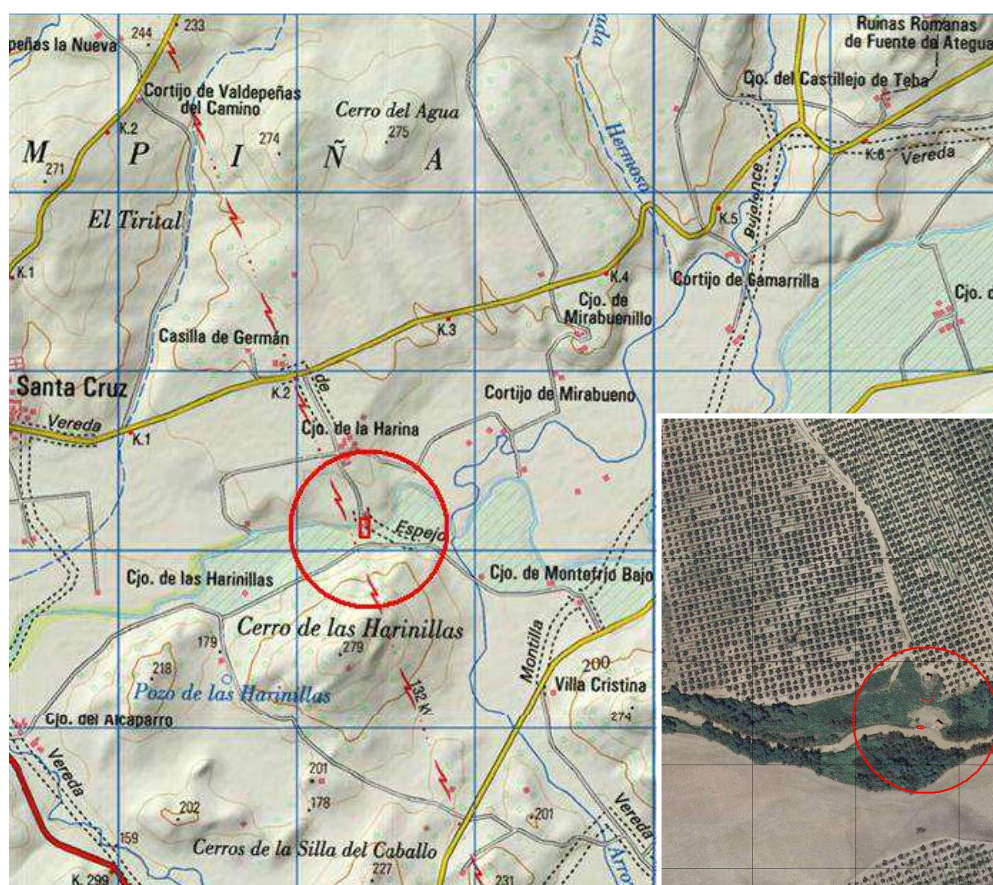 244
233
peñas la Nueva
Ruinas Romanas
de Fuente de Ategua
Cjo. del Castillejo de Teba
Cortijo de Valdepeñas
del Camino
Cerro del Agua
275
274
K.2
M P I Ñ A
271
Hermoso
K.6
Vereda
El Tirital
K.5
Bujalonce
K.1
K.4
Cortijo de Gamarrilla
Cjo. d
Cjo. de
Mirabuenillo
K.3
Casilla de Germán
Santa Cruz
K.2
de
Cortijo de Mirabueno
Vereda
K.1
Cjo. de la Harina
Espejo
Cjo. de las Harinillas
Cjo. de Montefrío Bajo
Cerro de las Harinillas
179
279
218
200
Montilla
Pozo de las Harinillas
132 K
Villa Cristina
274
Cjo. del Alcaparro
Vereda
201
178
202
201
Vereda
159
Cerros de la Silla del Caballo
Arro
K. 299
227
231